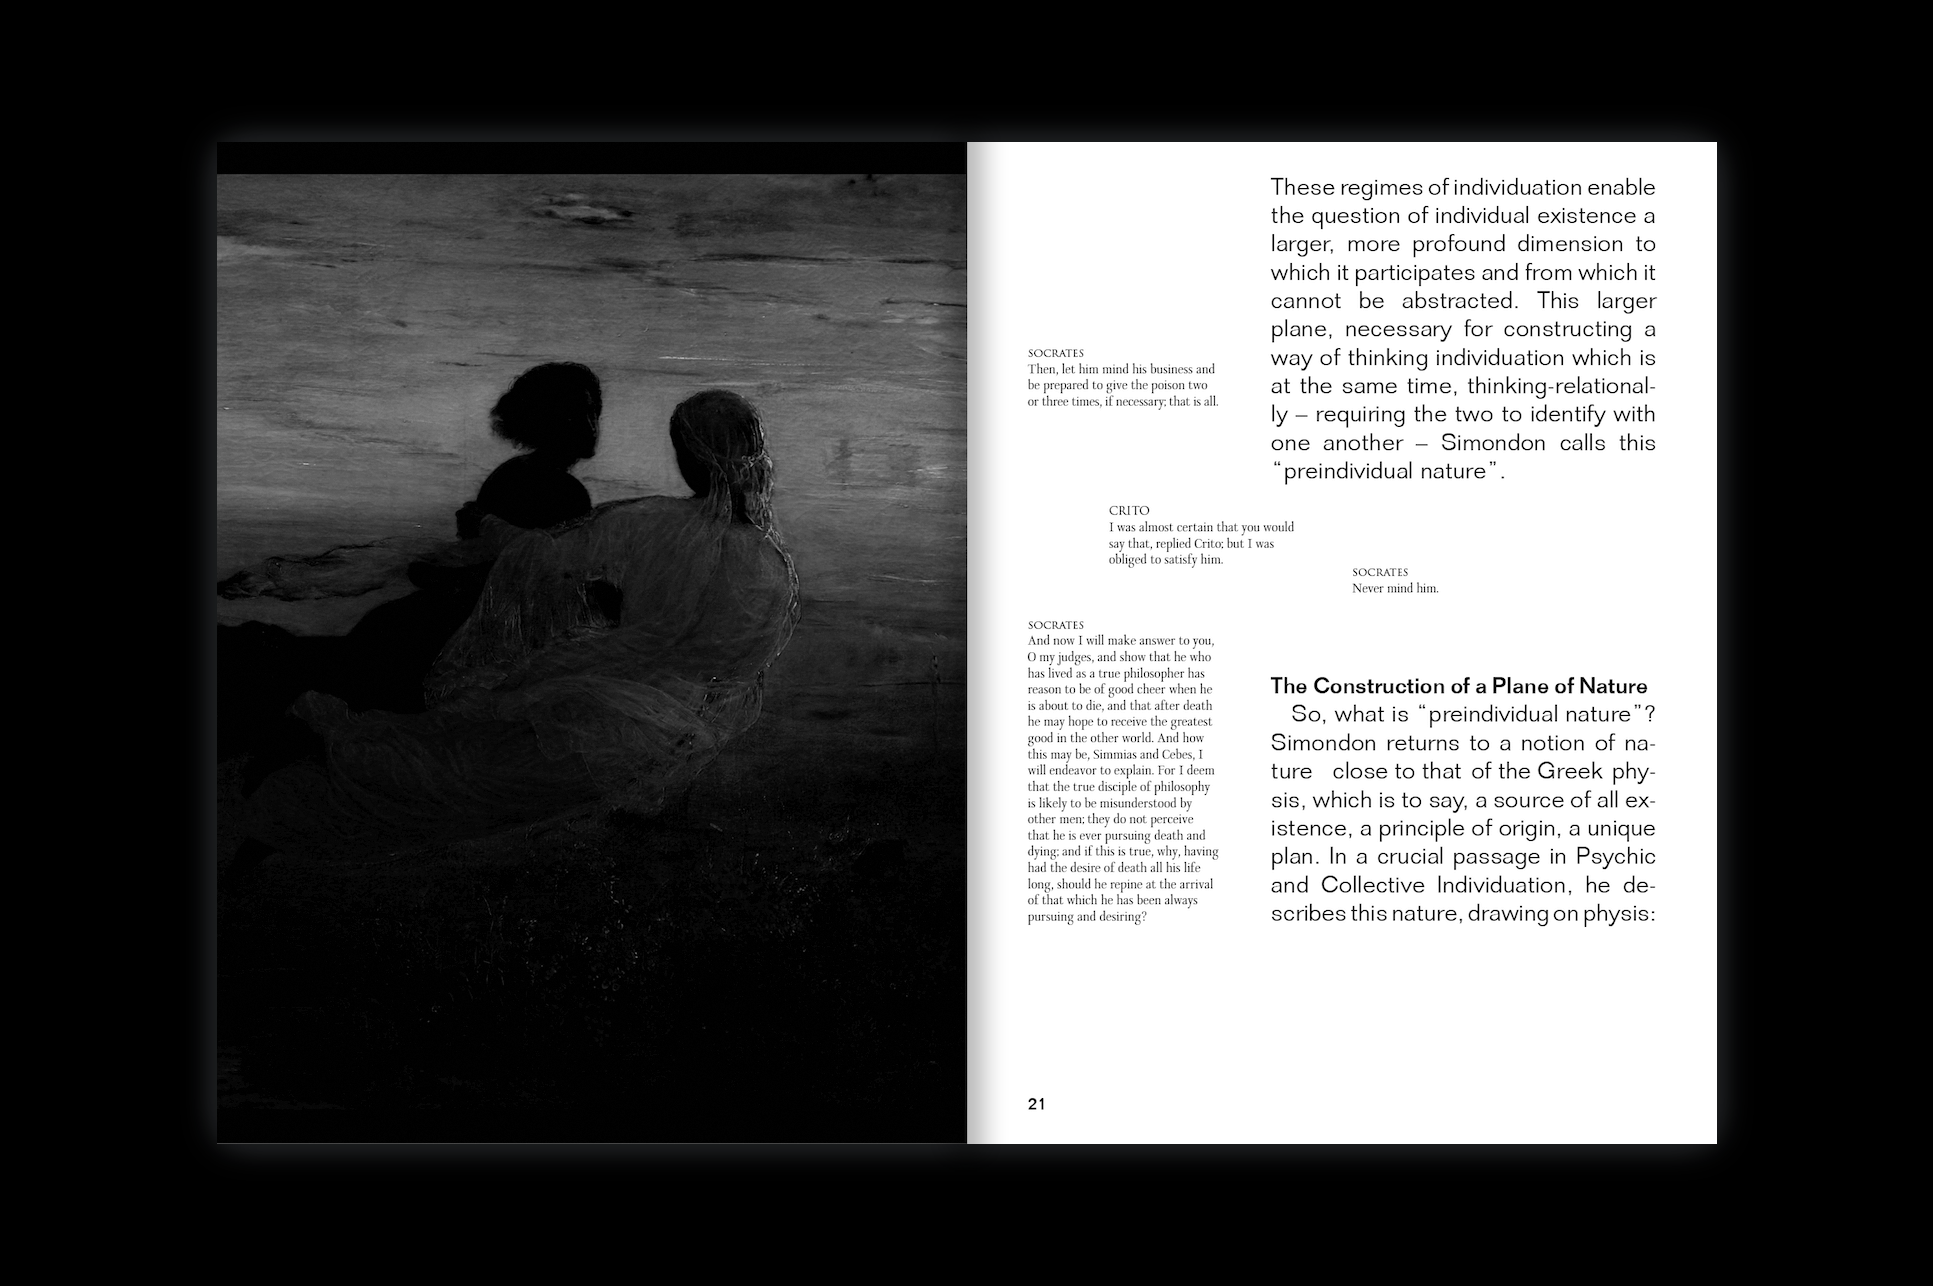 These regimes of individuation enable
the question of individual existence a
larger, more profound dimension to
which it participates and from which it
cannot be abstracted. This larger
plane, necessary for constructing a
way of thinking individuation which is
at the same time, thinking-relational-
ly – requiring the two to identify with
one another – Simondon calls this
“preindividual nature”.
SOCRATES
Then, let him mind his business and
be prepared to give the poison two
or three times, if necessary; that is all.
CRITO
I was almost certain that you would
say that, replied Crito; but I was
obliged to satisfy him.
SOCRATES
Never mind him.
SOCRATES
And now I will make answer to you,
O my judges, and show that he who
has lived as a true philosopher has
reason to be of good cheer when he
is about to die, and that after death
he may hope to receive the greatest
good in the other world. And how
this may be, Simmias and Cebes, I
will endeavor to explain. For I deem
that the true disciple of philosophy
is likely to be misunderstood by
other men; they do not perceive
that he is ever pursuing death and
dying; and if this is true, why, having
had the desire of death all his life
long, should he repine at the arrival
of that which he has been always
pursuing and desiring?
The Construction of a Plane of Nature
So, what is “preindividual nature”?
Simondon returns to a notion of na-
ture close to that of the Greek phy-
sis, which is to say, a source of all ex-
istence, a principle of origin, a unique
plan. In a crucial passage in Psychic
and Collective Individuation, he de-
scribes this nature, drawing on physis:
21